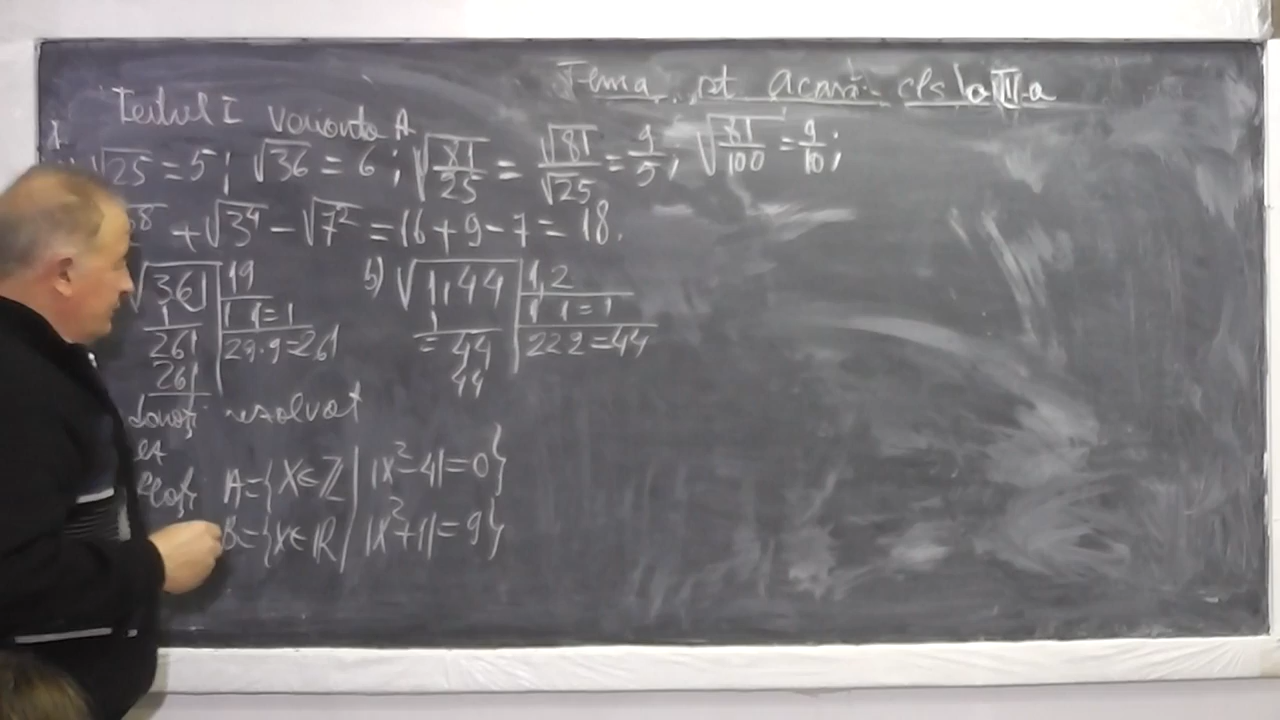 Tema pt acasă cls a VII-a
Testul I varianta A
1.
√25 = 5; √36 = 6; √(81/25) = √81/√25 = 9/5; √(81/100) = 9/10;
+ √3⁴ − √7² = 16 + 9 − 7 = 18.
√361 | 19 b) √1,44 | 1,2
1 | 1·1=1 1 | 1·1=1
261 | 29·9=261 = 44 | 22·2=44
261 44
rezolvat
Aflați A={x∈ℤ | |x²−4|=0}
B={x∈ℝ | |x²+1|=9}